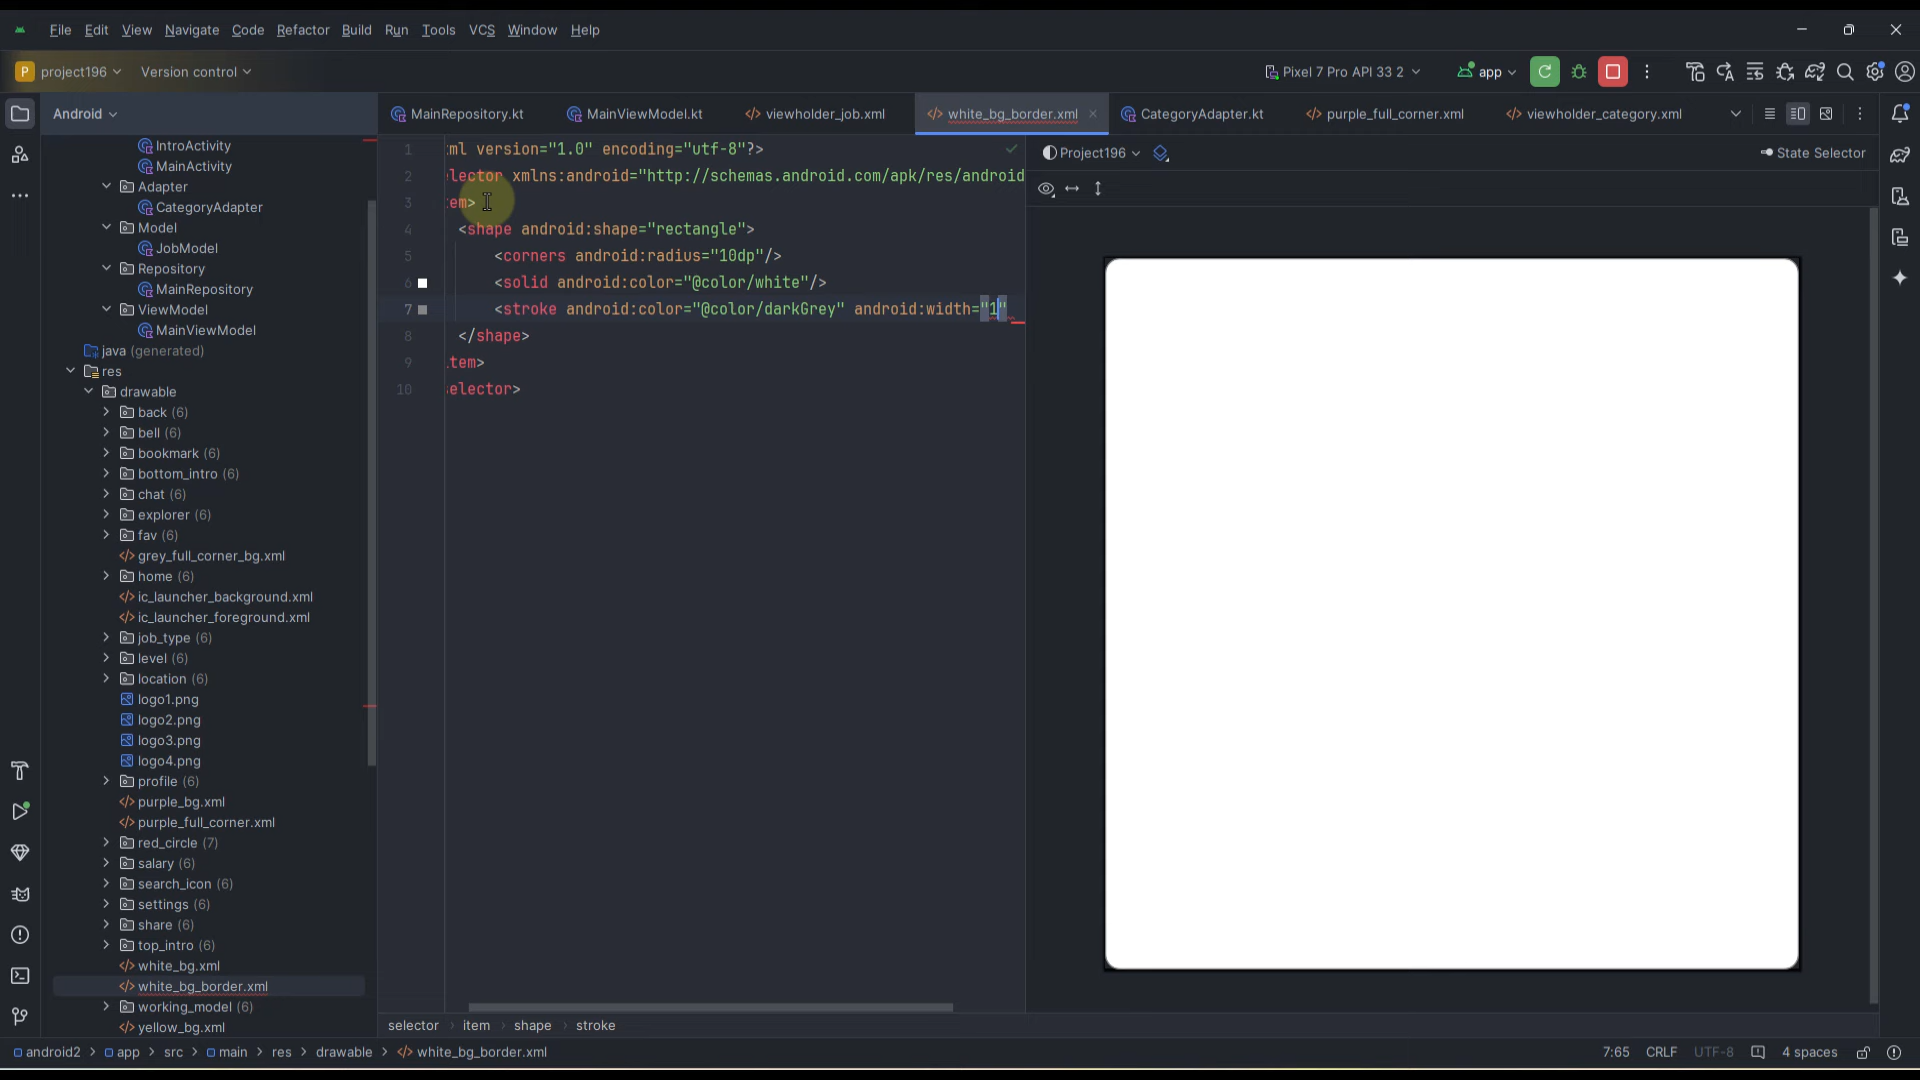 File Edit View Navigate Code Refactor Build Run Tools VCS Window Help
P project196 Version control Pixel 7 Pro API 33 2 app
Android MainRepository.kt MainViewModel.kt viewholder_job.xml white_bg_border.xml CategoryAdapter.kt purple_full_corner.xml viewholder_category.xml
IntroActivity
MainActivity
Adapter
CategoryAdapter
Model
JobModel
Repository
MainRepository
ViewModel
MainViewModel
java (generated)
res
drawable
back (6)
bell (6)
bookmark (6)
bottom_intro (6)
chat (6)
explorer (6)
fav (6)
grey_full_corner_bg.xml
home (6)
ic_launcher_background.xml
ic_launcher_foreground.xml
job_type (6)
level (6)
location (6)
logo1.png
logo2.png
logo3.png
logo4.png
profile (6)
purple_bg.xml
purple_full_corner.xml
red_circle (7)
salary (6)
search_icon (6)
settings (6)
share (6)
top_intro (6)
white_bg.xml
white_bg_border.xml
working_model (6)
yellow_bg.xml
1 ml version="1.0" encoding="utf-8"?>
2 elector xmlns:android="http://schemas.android.com/apk/res/android
3 em>
4 <shape android:shape="rectangle">
5 <corners android:radius="10dp"/>
6 <solid android:color="@color/white"/>
7 <stroke android:color="@color/darkGrey" android:width="1"
8 </shape>
9 item>
10 elector>
Project196 State Selector
selector item shape stroke
android2 app src main res drawable white_bg_border.xml 7:65 CRLF UTF-8 4 spaces